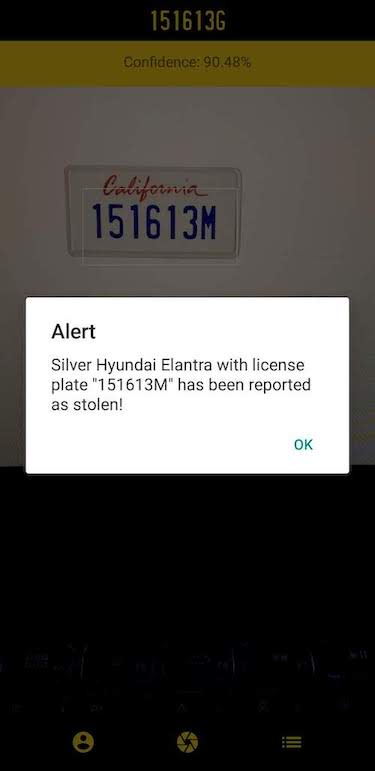 151613G
Confidence: 90.48%
California
151613M
Alert
Silver Hyundai Elantra with license
plate "151613M" has been reported
as stolen!
OK